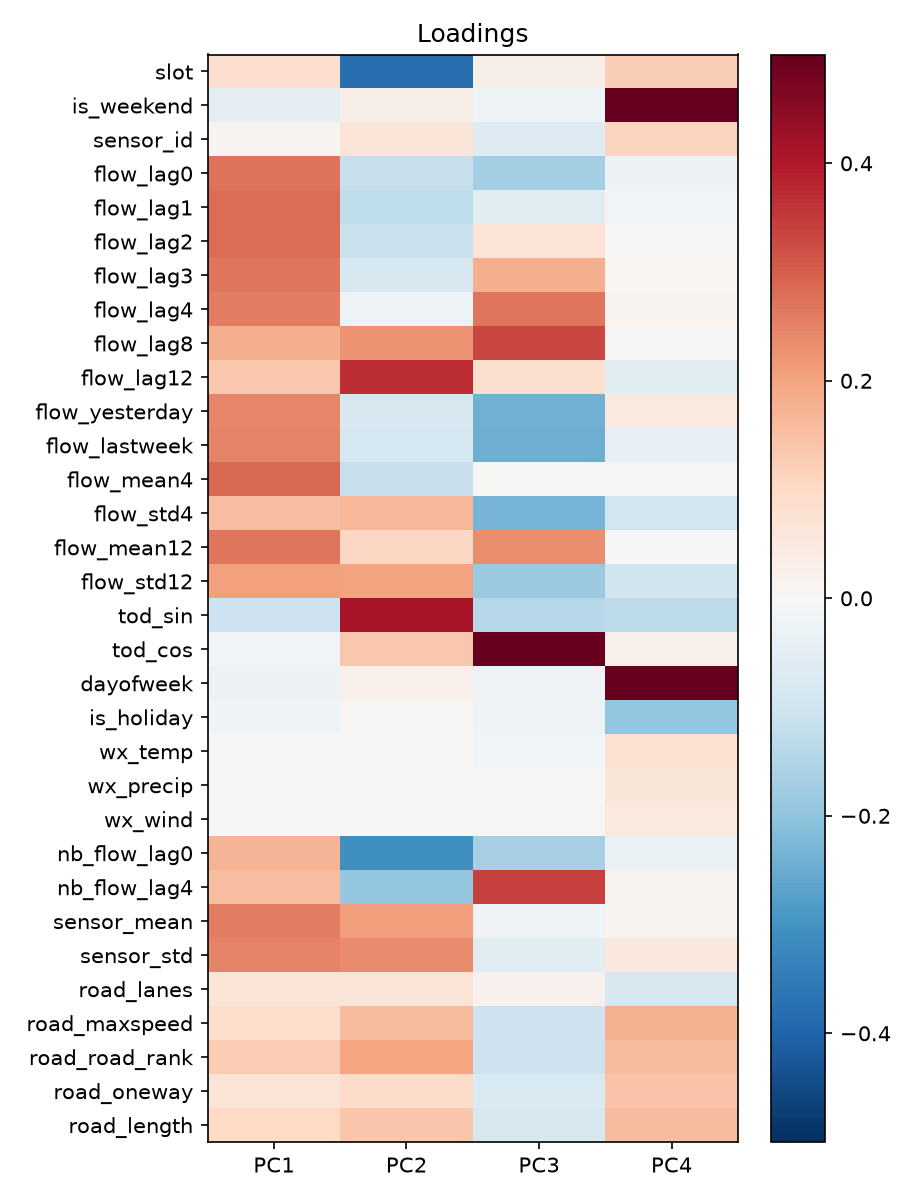 Loadings
slot
is_weekend
sensor_id
flow_lag0
flow_lag1
flow_lag2
flow_lag3
flow_lag4
flow_lag8
flow_lag12
flow_yesterday
flow_lastweek
flow_mean4
flow_std4
flow_mean12
flow_std12
tod_sin
tod_cos
dayofweek
is_holiday
wx_temp
wx_precip
wx_wind
nb_flow_lag0
nb_flow_lag4
sensor_mean
sensor_std
road_lanes
road_maxspeed
road_road_rank
road_oneway
road_length
PC1 PC2 PC3 PC4
0.4
0.2
0.0
−0.2
−0.4